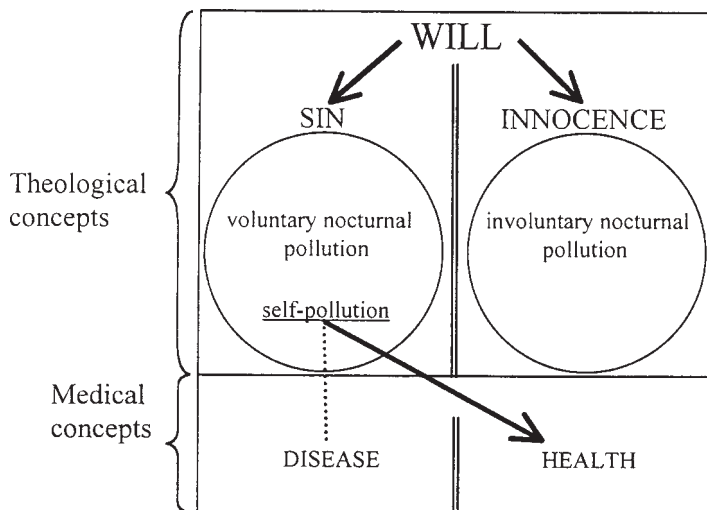 WILL
SIN
INNOCENCE
Theological
concepts
voluntary nocturnal
pollution
involuntary nocturnal
pollution
self-pollution
Medical
concepts
DISEASE
HEALTH